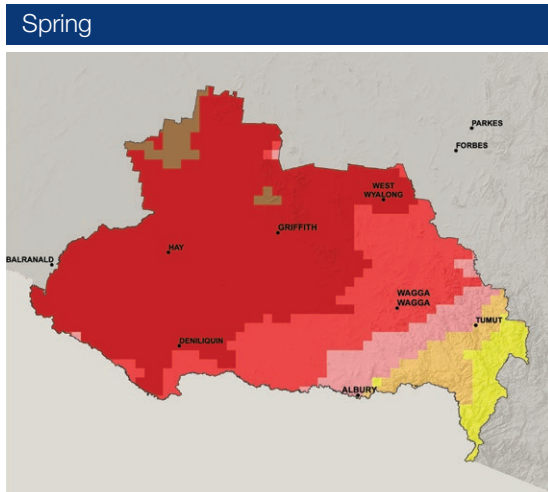 Spring
PARKES
FORBES
WEST
WYALONG
GRIFFITH
HAY
BALRANALD
WAGGA
WAGGA
TUMUT
DENILIQUIN
ALBURY